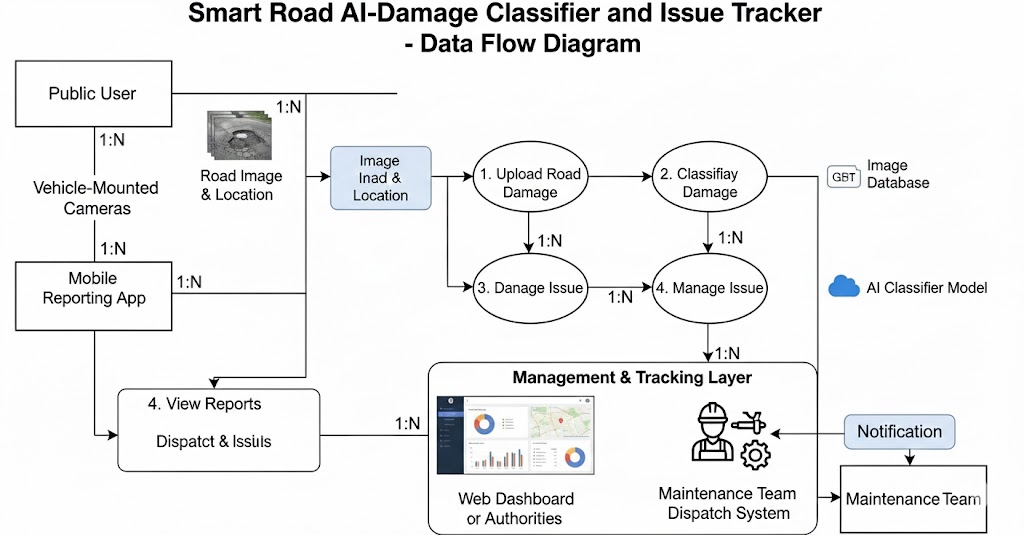 Smart Road AI-Damage Classifier and Issue Tracker
- Data Flow Diagram
Public User
1:N
1:N
Road Image
& Location
Vehicle-Mounted
Cameras
1:N
Mobile
Reporting App
1:N
Image
Inad &
Location
1. Upload Road
Damage
2. Classifiay
Damage
1:N
1:N
3. Danage Issue
1:N
4. Manage Issue
1:N
GBT
Image
Database
AI Classifier Model
4. View Reports
Dispatct & Issuls
1:N
Management & Tracking Layer
Web Dashboard
or Authorities
Maintenance Team
Dispatch System
Notification
Maintenance Team